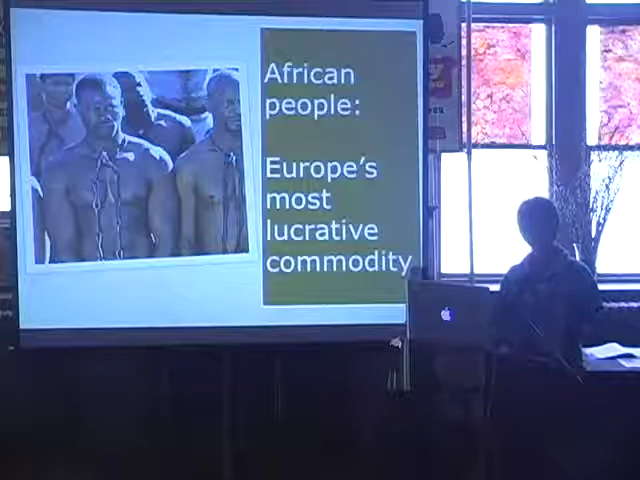 African
people:
Europe's
most
lucrative
commodity